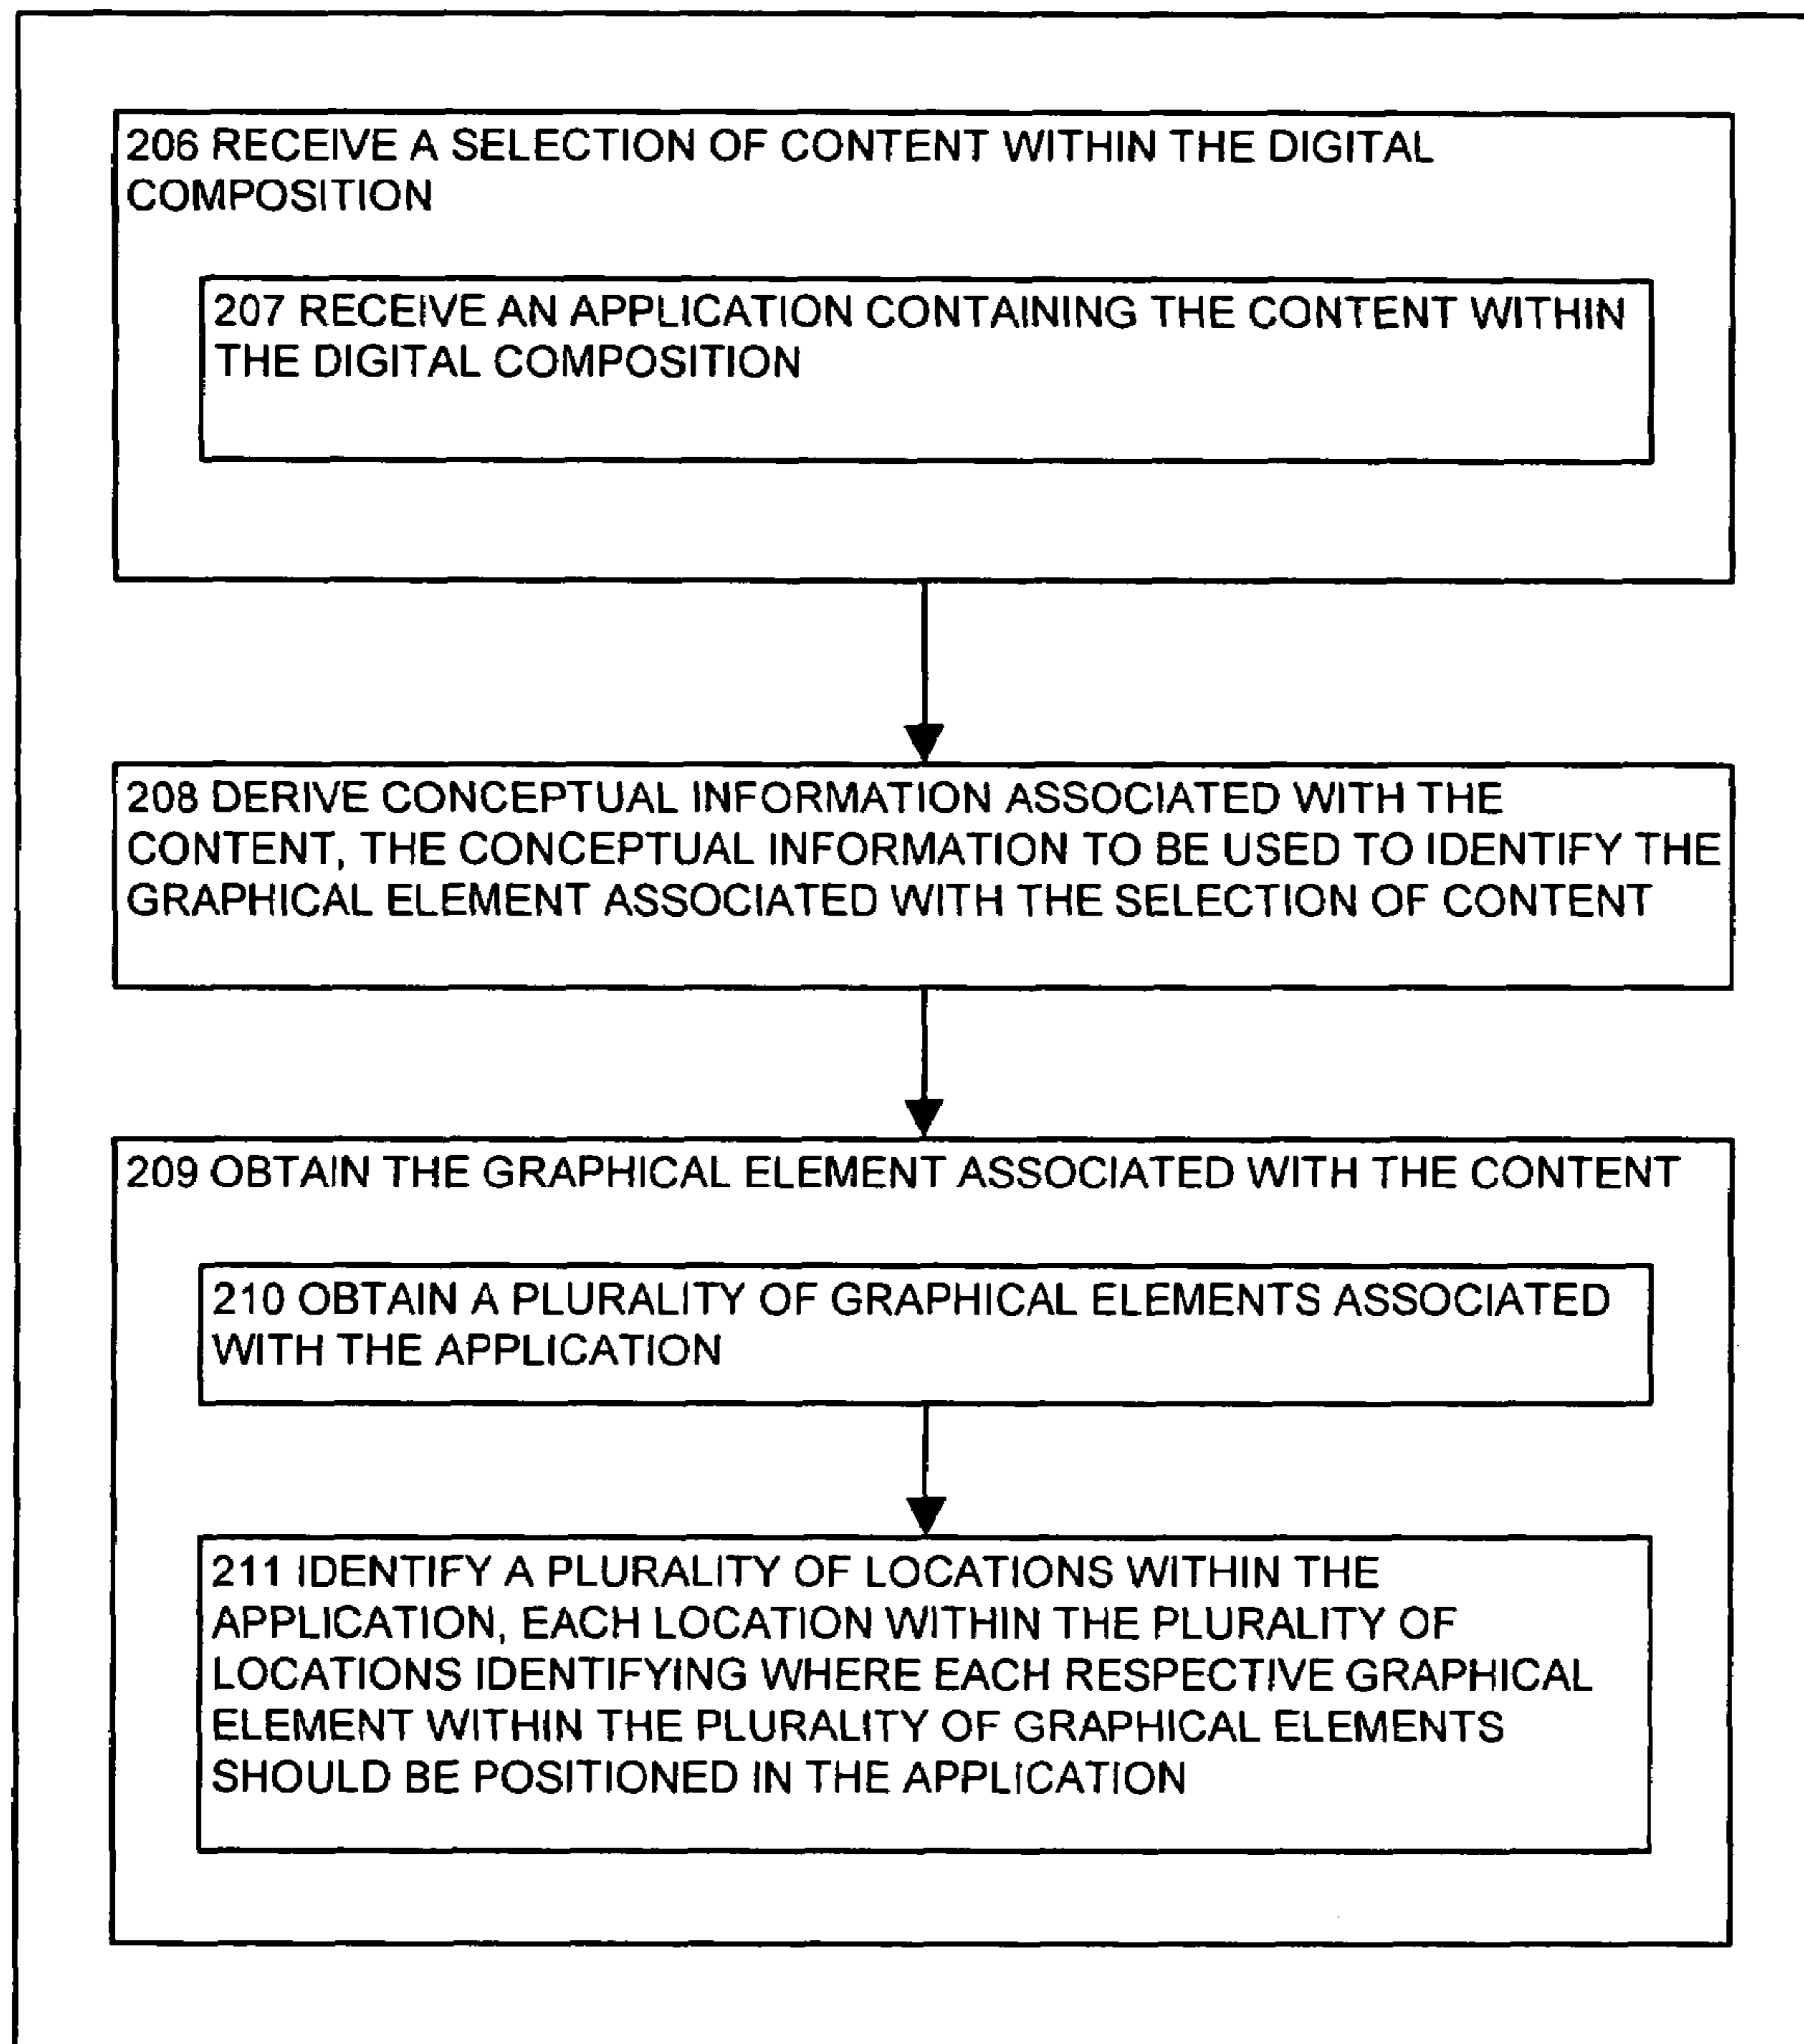 206 RECEIVE A SELECTION OF CONTENT WITHIN THE DIGITAL
COMPOSITION
207 RECEIVE AN APPLICATION CONTAINING THE CONTENT WITHIN
THE DIGITAL COMPOSITION
208 DERIVE CONCEPTUAL INFORMATION ASSOCIATED WITH THE
CONTENT, THE CONCEPTUAL INFORMATION TO BE USED TO IDENTIFY THE
GRAPHICAL ELEMENT ASSOCIATED WITH THE SELECTION OF CONTENT
209 OBTAIN THE GRAPHICAL ELEMENT ASSOCIATED WITH THE CONTENT
210 OBTAIN A PLURALITY OF GRAPHICAL ELEMENTS ASSOCIATED
WITH THE APPLICATION
211 IDENTIFY A PLURALITY OF LOCATIONS WITHIN THE
APPLICATION, EACH LOCATION WITHIN THE PLURALITY OF
LOCATIONS IDENTIFYING WHERE EACH RESPECTIVE GRAPHICAL
ELEMENT WITHIN THE PLURALITY OF GRAPHICAL ELEMENTS
SHOULD BE POSITIONED IN THE APPLICATION